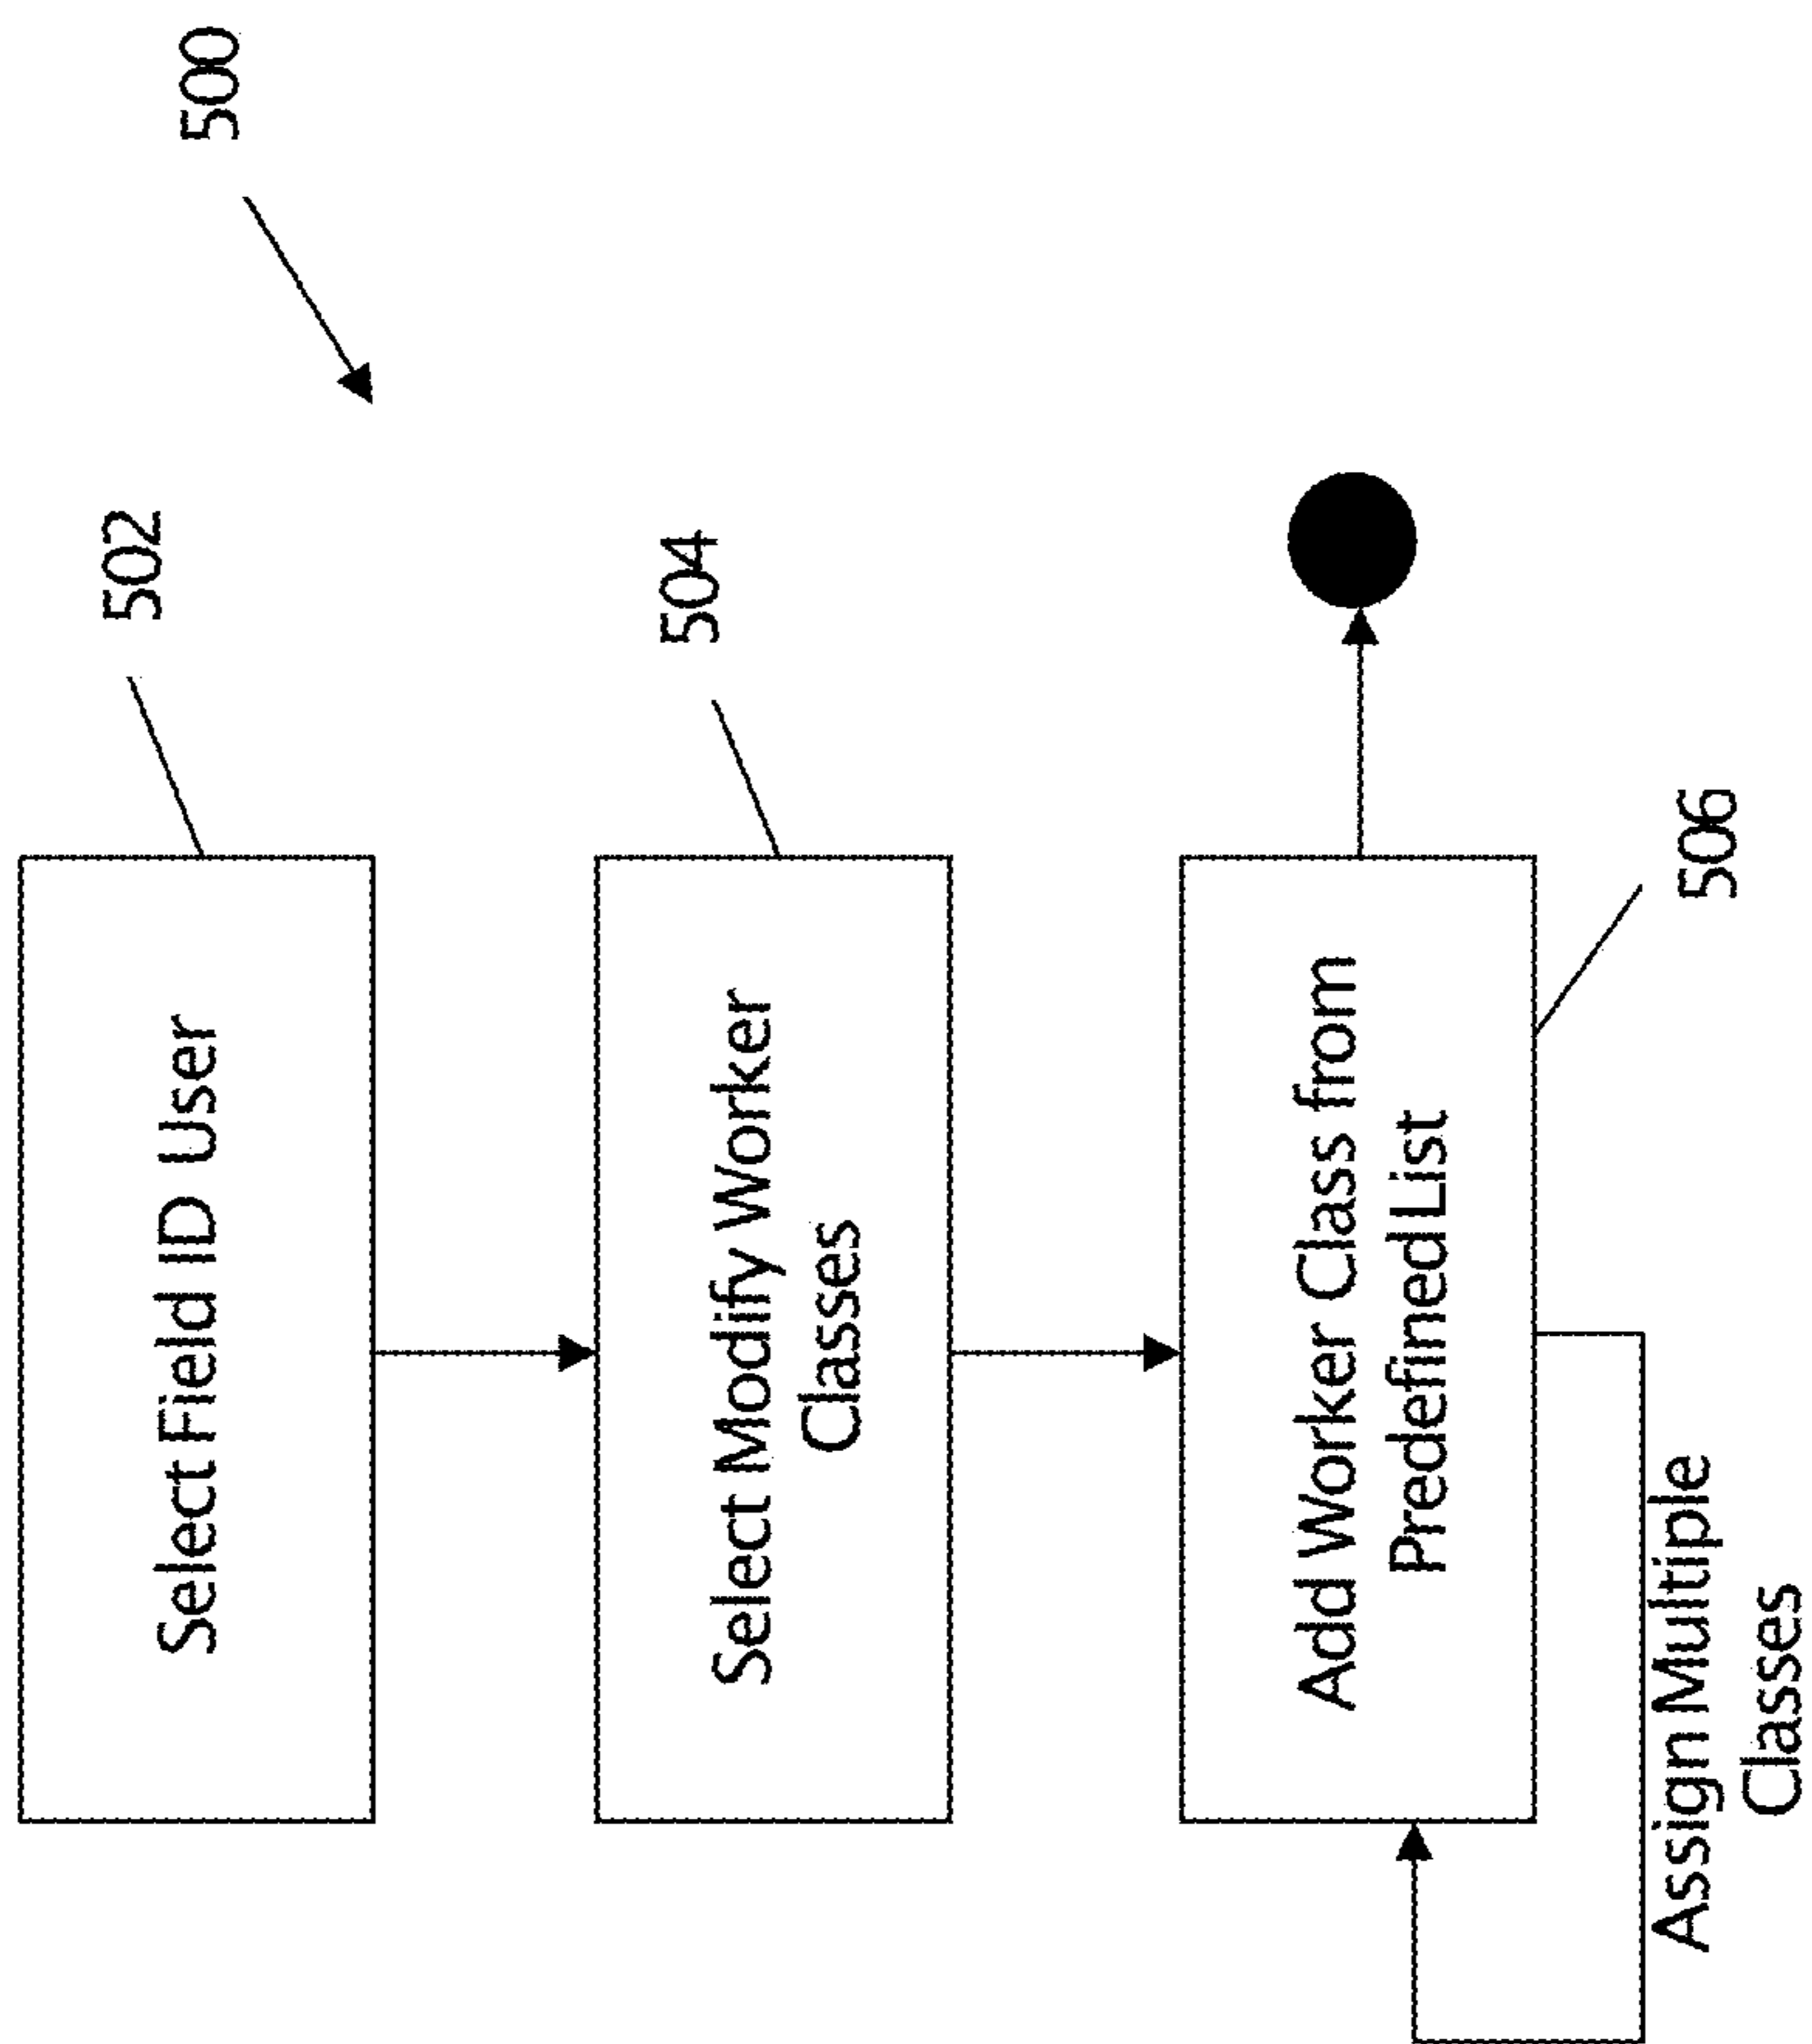 500
502
Select Field ID User
504
Select Modify Worker
Classes
Add Worker Class from
Predefined List
506
Assign Multiple
Classes